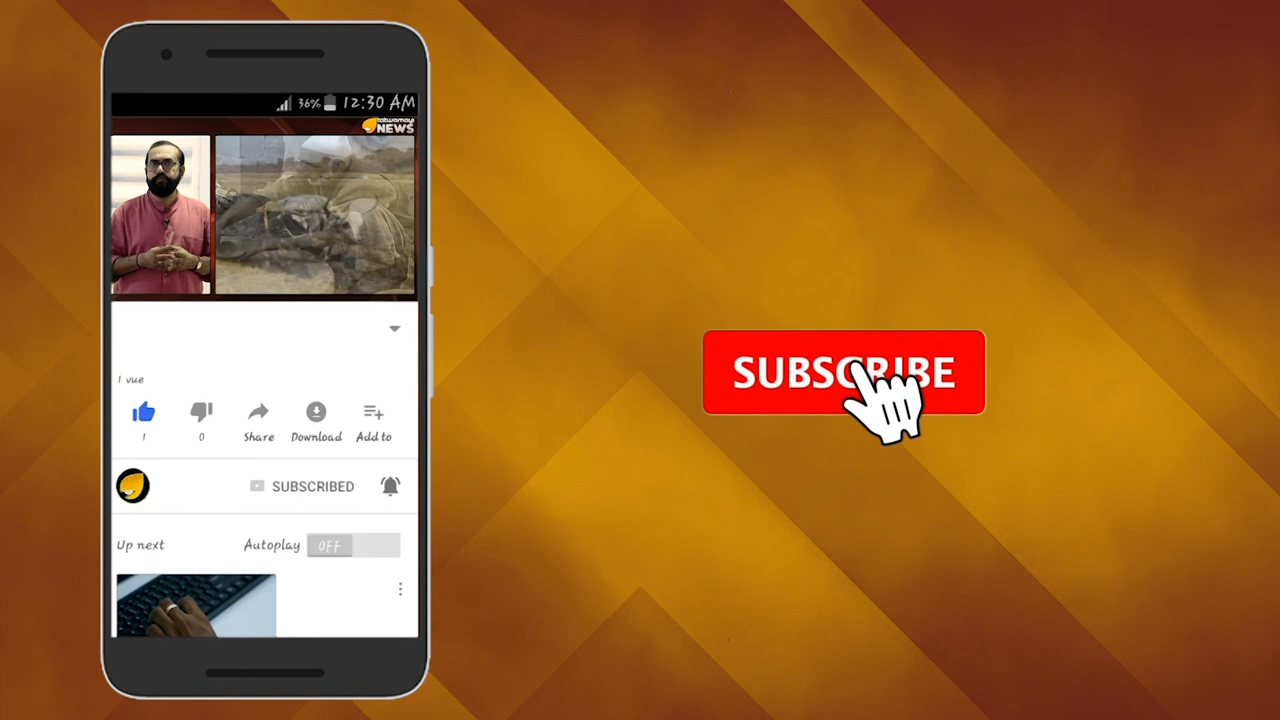 36% 12:30 AM
tatwamayi
NEWS
1 vue
1
0
Share
Download
Add to
SUBSCRIBED
Up next
Autoplay
OFF
SUBSCRIBE